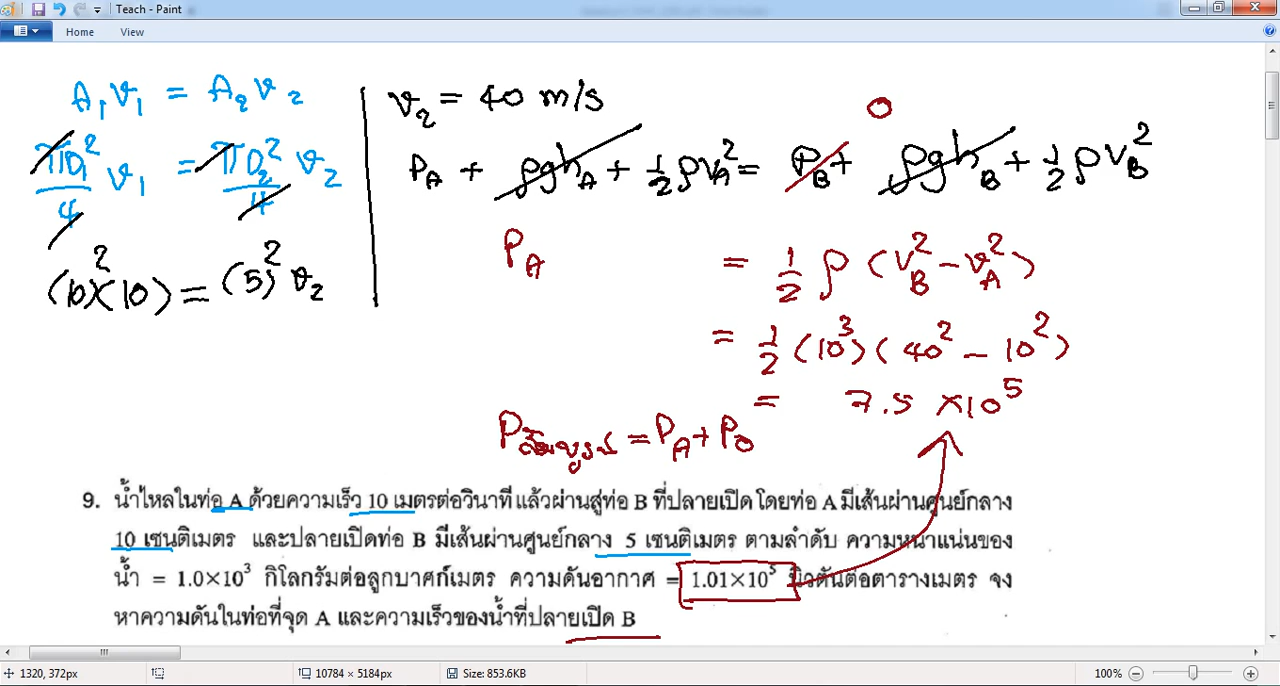 Teach - Paint
Home View
A₁v₁ = A₂v₂
πD₁²/4 v₁ = πD₂²/4 v₂
(10)²(10) = (5)² v₂
v₂ = 40 m/s
0
P_A + ρgh_A + ½ρv_A² = P_B + ρgh_B + ½ρV_B²
P_A = ½ρ(V_B² − v_A²)
= ½(10³)(40² − 10²)
= 7.5 × 10⁵
Pสัมบูรณ์ = P_A + P₀
9. น้ำไหลในท่อ A ด้วยความเร็ว 10 เมตรต่อวินาที แล้วผ่านสู่ท่อ B ที่ปลายเปิด โดยท่อ A มีเส้นผ่านศูนย์กลาง
10 เซนติเมตร และปลายเปิดท่อ B มีเส้นผ่านศูนย์กลาง 5 เซนติเมตร ตามลำดับ ความหนาแน่นของ
น้ำ = 1.0×10³ กิโลกรัมต่อลูกบาศก์เมตร ความดันอากาศ = 1.01×10⁵ นิวตันต่อตารางเมตร จง
หาความดันในท่อที่จุด A และความเร็วของน้ำที่ปลายเปิด B
1320, 372px 10784 × 5184px Size: 853.6KB 100%